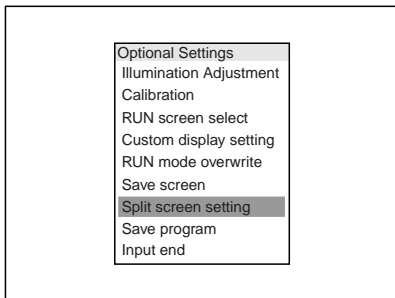 Optional Settings
Illumination Adjustment
Calibration
RUN screen select
Custom display setting
RUN mode overwrite
Save screen
Split screen setting
Save program
Input end